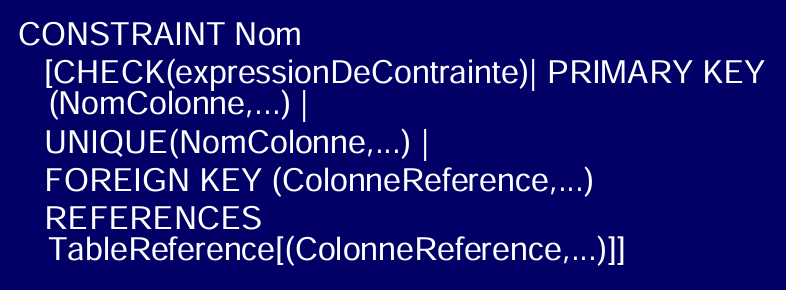 CONSTRAINT Nom
[CHECK(expressionDeContrainte)| PRIMARY KEY
(NomColonne,...) |
UNIQUE(NomColonne,...) |
FOREIGN KEY (ColonneReference,...)
REFERENCES
TableReference[(ColonneReference,...)]]